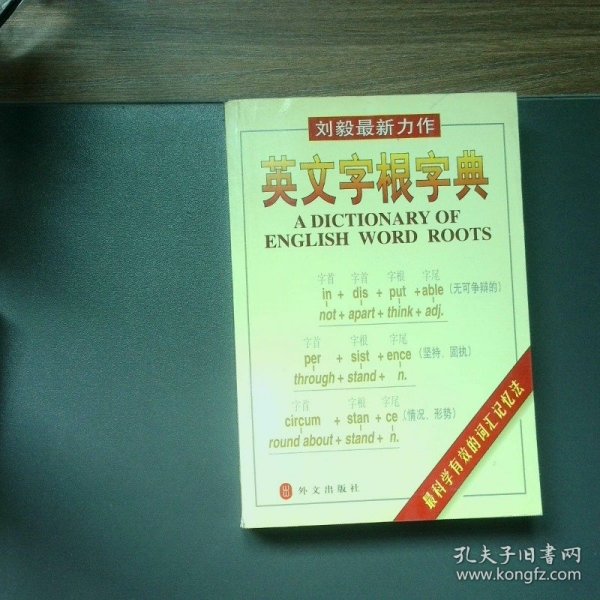 刘毅最新力作
英文字根字典
A DICTIONARY OF
ENGLISH WORD ROOTS
字首 字首 字根 字尾
in + dis + put +able (无可争辩的)
not + apart + think + adj.
字首 字根 字尾
per + sist + ence (坚持、固执)
through + stand + n.
字首 字根 字尾
circum + stan + ce (情况、形势)
round about + stand + n.
最科学有效的词汇记忆法
外文出版社
孔夫子旧书网
www.kongfz.com